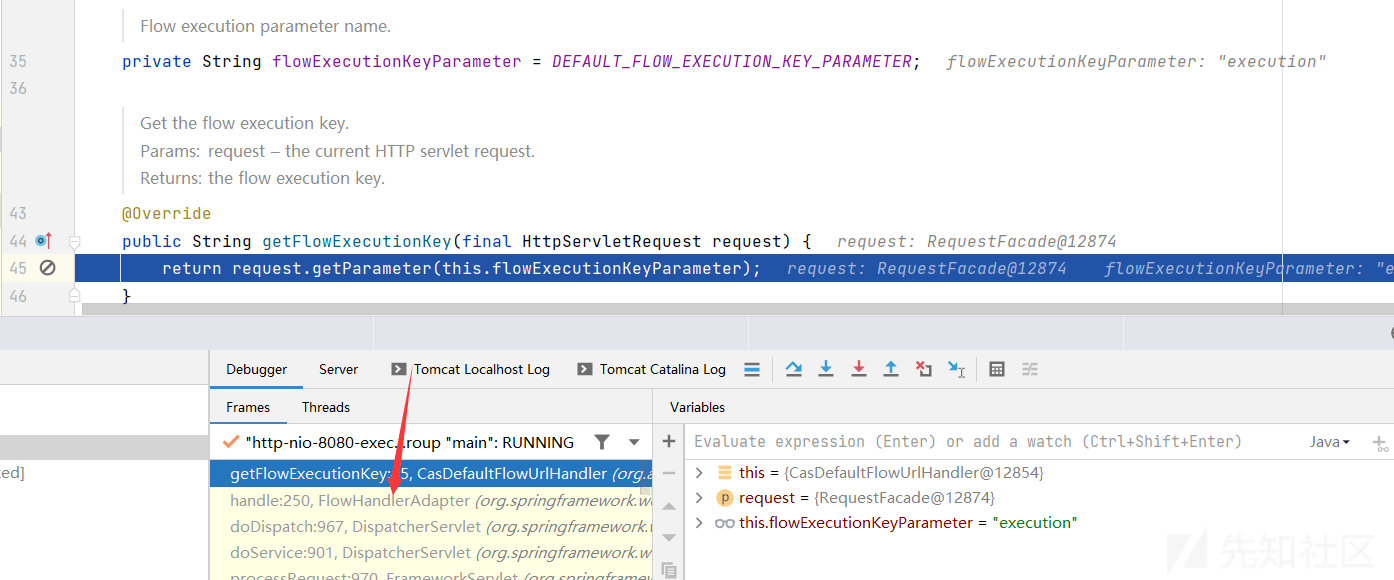 Flow execution parameter name.
35 private String flowExecutionKeyParameter = DEFAULT_FLOW_EXECUTION_KEY_PARAMETER; flowExecutionKeyParameter: "execution"
36
Get the flow execution key.
Params: request – the current HTTP servlet request.
Returns: the flow execution key.
43 @Override
44 public String getFlowExecutionKey(final HttpServletRequest request) { request: RequestFacade@12874
45 return request.getParameter(this.flowExecutionKeyParameter); request: RequestFacade@12874 flowExecutionKeyParameter: "e
46 }
Debugger Server Tomcat Localhost Log Tomcat Catalina Log
Frames Threads Variables
"http-nio-8080-exec...roup "main": RUNNING
Evaluate expression (Enter) or add a watch (Ctrl+Shift+Enter) Java
getFlowExecutionKey: 5, CasDefaultFlowUrlHandler (org.a
this = {CasDefaultFlowUrlHandler@12854}
ted]
handle:250, FlowHandlerAdapter (org.springframework.we
request = {RequestFacade@12874}
doDispatch:967, DispatcherServlet (org.springframework.w
this.flowExecutionKeyParameter = "execution"
doService:901, DispatcherServlet (org.springframework.we
processRequest:970, FrameworkServlet (org.springframew
先知社区